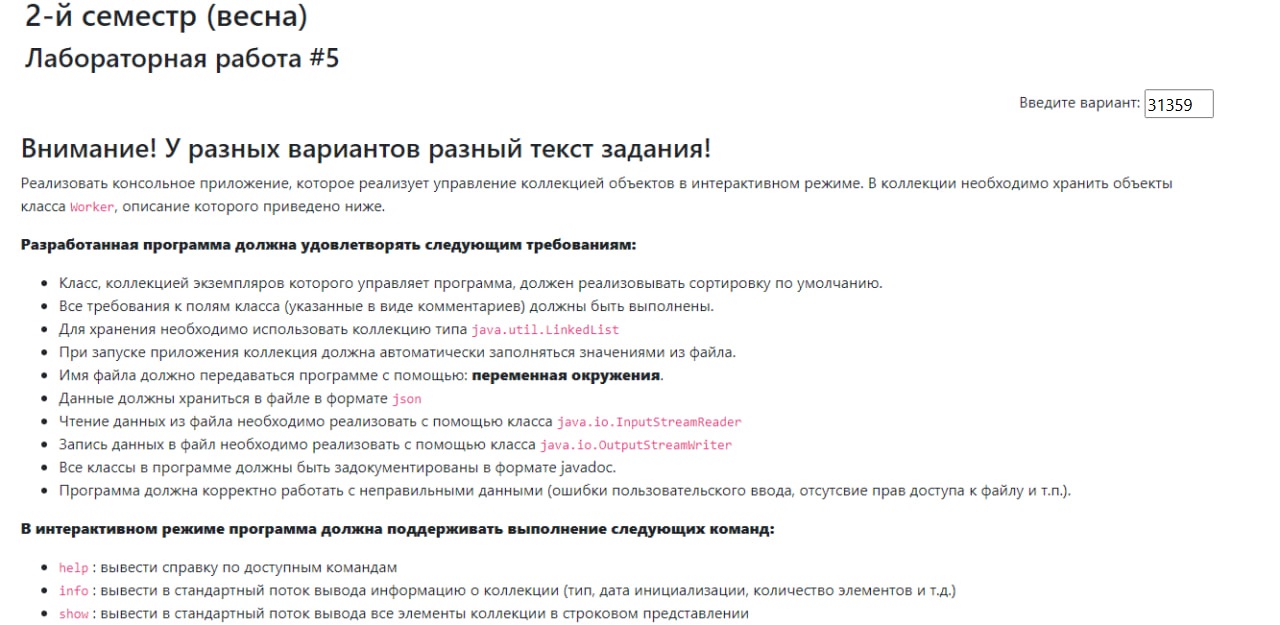 2-й семестр (весна)
Лабораторная работа #5
Введите вариант: 31359
Внимание! У разных вариантов разный текст задания!
Реализовать консольное приложение, которое реализует управление коллекцией объектов в интерактивном режиме. В коллекции необходимо хранить объекты
класса Worker, описание которого приведено ниже.
Разработанная программа должна удовлетворять следующим требованиям:
• Класс, коллекцией экземпляров которого управляет программа, должен реализовывать сортировку по умолчанию.
• Все требования к полям класса (указанные в виде комментариев) должны быть выполнены.
• Для хранения необходимо использовать коллекцию типа java.util.LinkedList
• При запуске приложения коллекция должна автоматически заполняться значениями из файла.
• Имя файла должно передаваться программе с помощью: переменная окружения.
• Данные должны храниться в файле в формате json
• Чтение данных из файла необходимо реализовать с помощью класса java.io.InputStreamReader
• Запись данных в файл необходимо реализовать с помощью класса java.io.OutputStreamWriter
• Все классы в программе должны быть задокументированы в формате javadoc.
• Программа должна корректно работать с неправильными данными (ошибки пользовательского ввода, отсутсвие прав доступа к файлу и т.п.).
В интерактивном режиме программа должна поддерживать выполнение следующих команд:
• help : вывести справку по доступным командам
• info : вывести в стандартный поток вывода информацию о коллекции (тип, дата инициализации, количество элементов и т.д.)
• show : вывести в стандартный поток вывода все элементы коллекции в строковом представлении